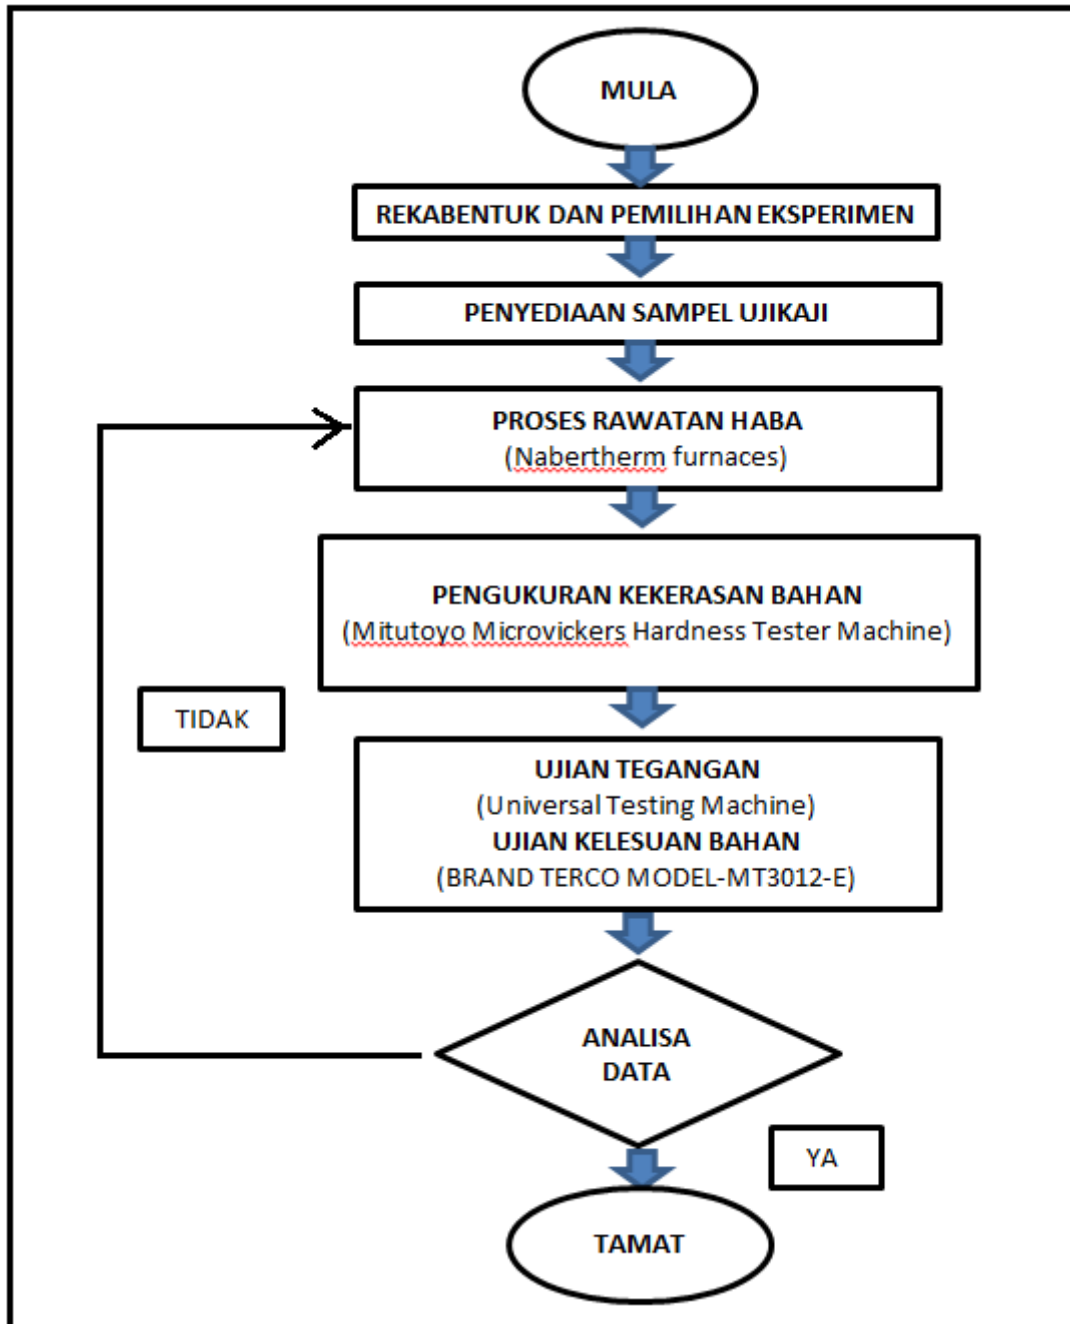 MULA
REKABENTUK DAN PEMILIHAN EKSPERIMEN
PENYEDIAAN SAMPEL UJIKAJI
PROSES RAWATAN HABA
(Nabertherm furnaces)
PENGUKURAN KEKERASAN BAHAN
(Mitutoyo Microvickers Hardness Tester Machine)
TIDAK
UJIAN TEGANGAN
(Universal Testing Machine)
UJIAN KELESUAN BAHAN
(BRAND TERCO MODEL-MT3012-E)
ANALISA
DATA
YA
TAMAT